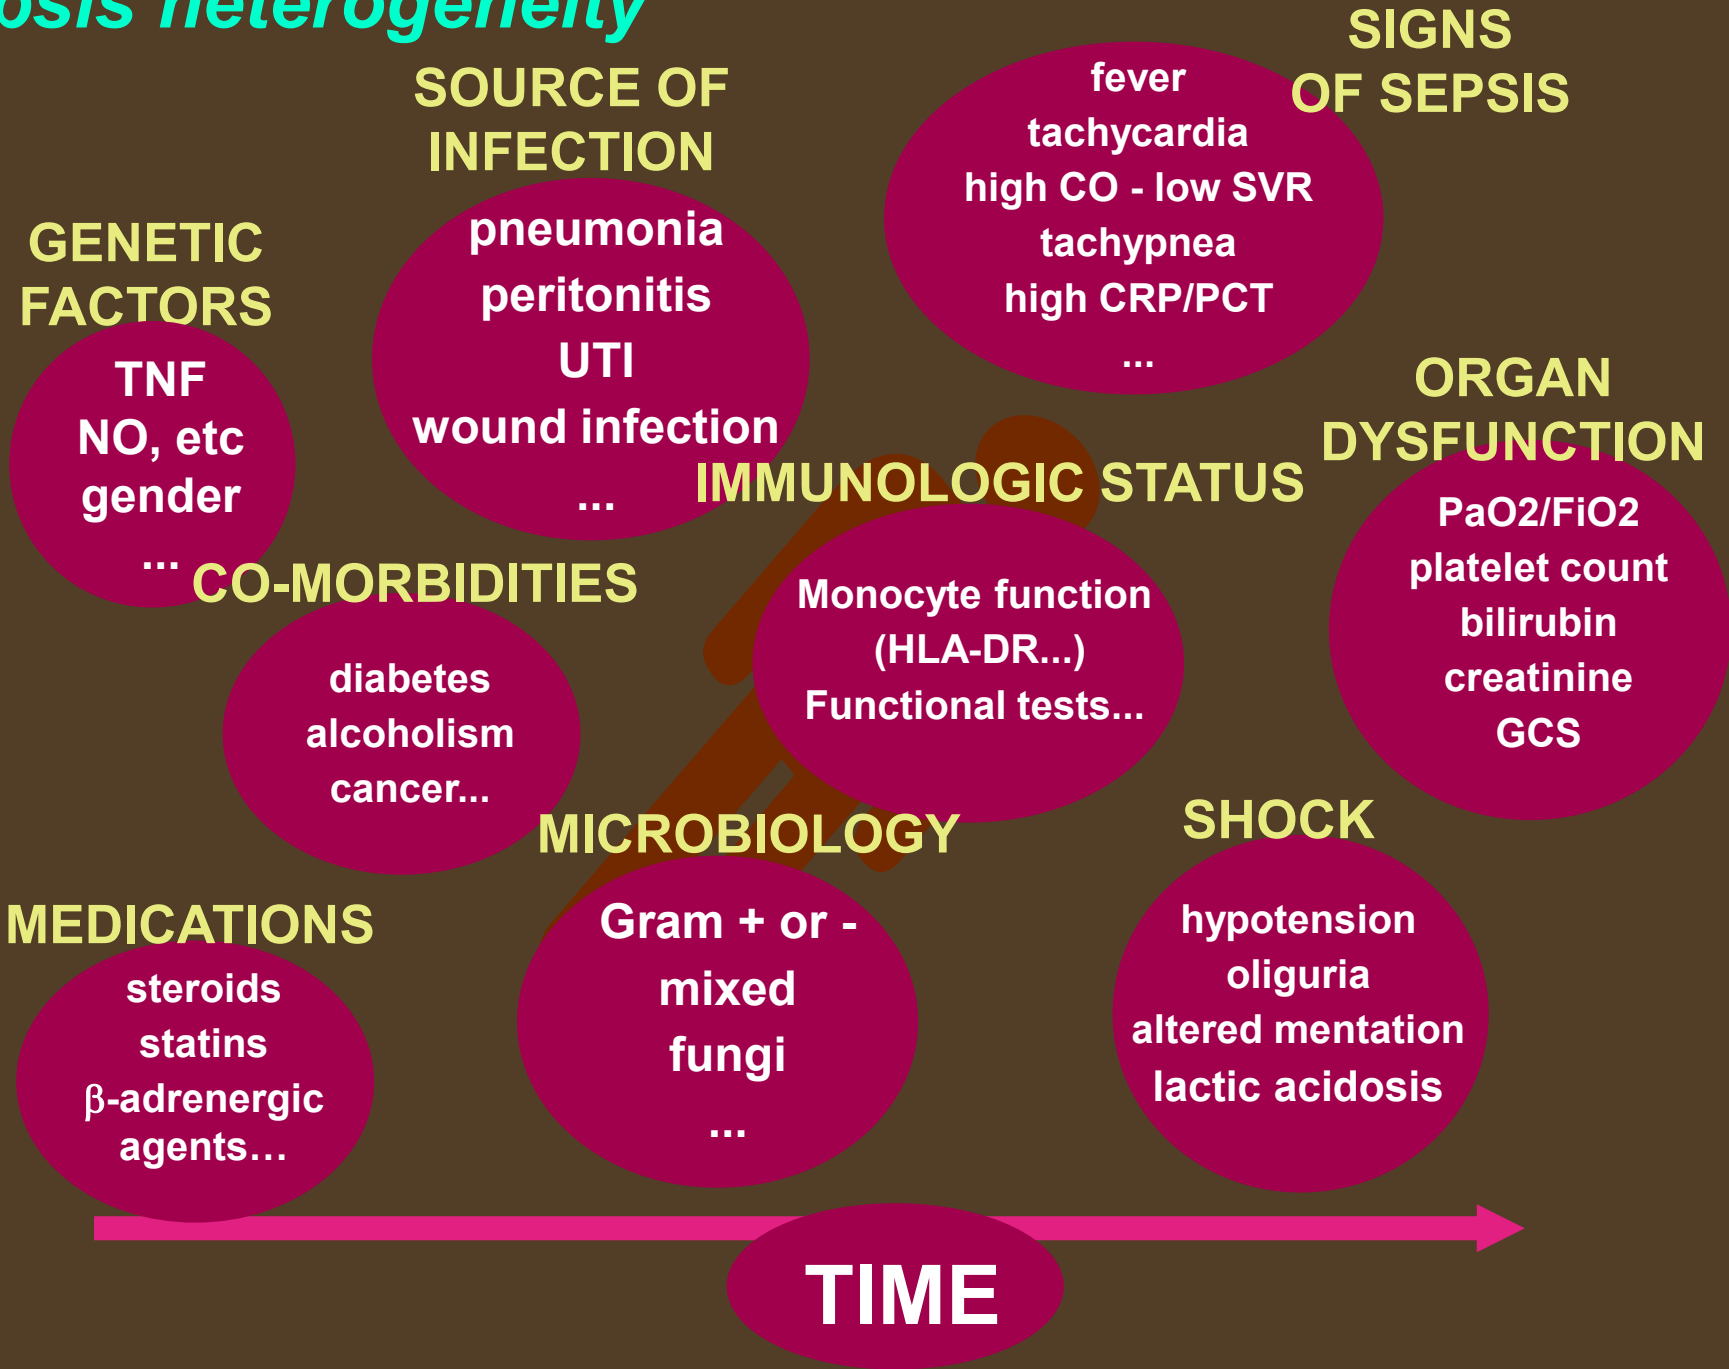 osis heterogeneity
SIGNS
OF SEPSIS
fever
tachycardia
high CO - low SVR
tachypnea
high CRP/PCT
...
SOURCE OF
INFECTION
pneumonia
peritonitis
UTI
wound infection
...
GENETIC
FACTORS
TNF
NO, etc
gender
...
ORGAN
DYSFUNCTION
PaO2/FiO2
platelet count
bilirubin
creatinine
GCS
IMMUNOLOGIC STATUS
Monocyte function
(HLA-DR...)
Functional tests...
CO-MORBIDITIES
diabetes
alcoholism
cancer...
MICROBIOLOGY
Gram + or -
mixed
fungi
...
SHOCK
hypotension
oliguria
altered mentation
lactic acidosis
MEDICATIONS
steroids
statins
β-adrenergic
agents…
TIME